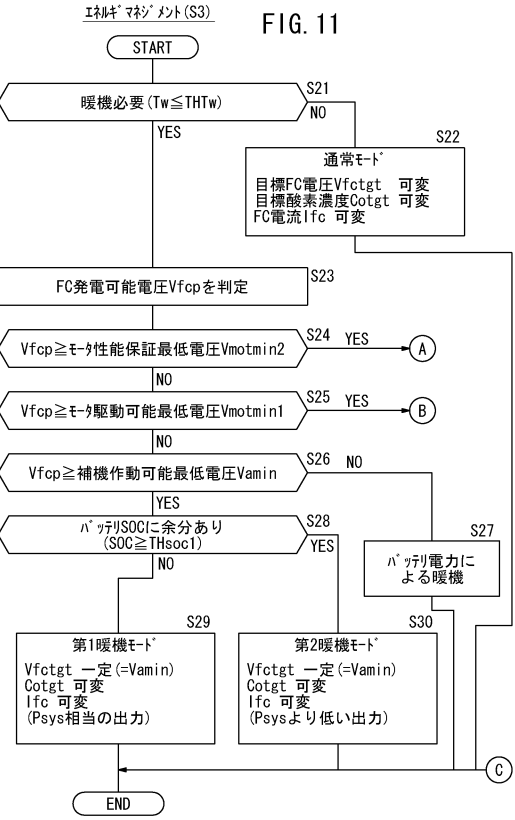 エネルギマネジメント(S3)
FIG. 11
START
S21
暖機必要(Tw≦THTw)
NO
YES
S22
通常モード
目標FC電圧Vfctgt 可変
目標酸素濃度Cotgt 可変
FC電流Ifc 可変
S23
FC発電可能電圧Vfcpを判定
S24
Vfcp≧モータ性能保証最低電圧Vmotmin2
YES
A
NO
S25
Vfcp≧モータ駆動可能最低電圧Vmotmin1
YES
B
NO
S26
Vfcp≧補機作動可能最低電圧Vamin
NO
YES
S27
バッテリ電力に
よる暖機
S28
バッテリSOCに余分あり
(SOC≧THsoc1)
YES
NO
S29
第1暖機モード
Vfctgt 一定(=Vamin)
Cotgt 可変
Ifc 可変
(Psys相当の出力)
S30
第2暖機モード
Vfctgt 一定(=Vamin)
Cotgt 可変
Ifc 可変
(Psysより低い出力)
C
END